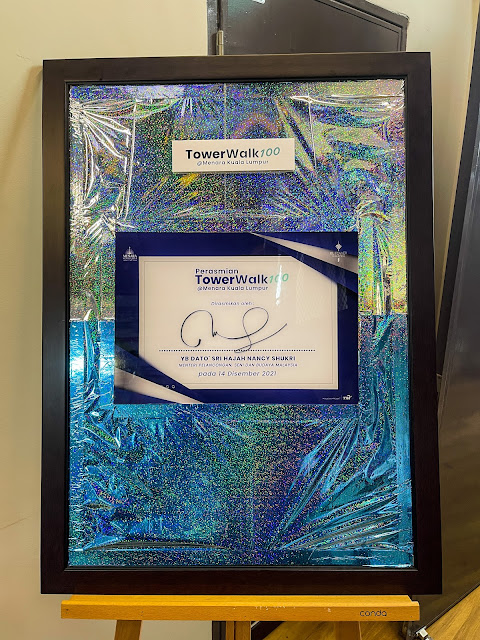 TowerWalk100
@Menara Kuala Lumpur
Perasmian
TowerWalk100
@Menara Kuala Lumpur
Dirasmikan oleh:
YB DATO' SRI HAJAH NANCY SHUKRI
MENTERI PELANCONGAN, SENI DAN BUDAYA MALAYSIA
pada 14 Disember 2021
conda